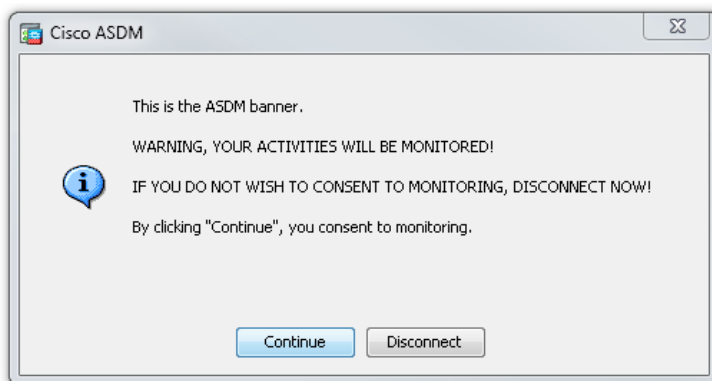 Cisco ASDM
This is the ASDM banner.
WARNING, YOUR ACTIVITIES WILL BE MONITORED!
IF YOU DO NOT WISH TO CONSENT TO MONITORING, DISCONNECT NOW!
By clicking "Continue", you consent to monitoring.
Continue Disconnect